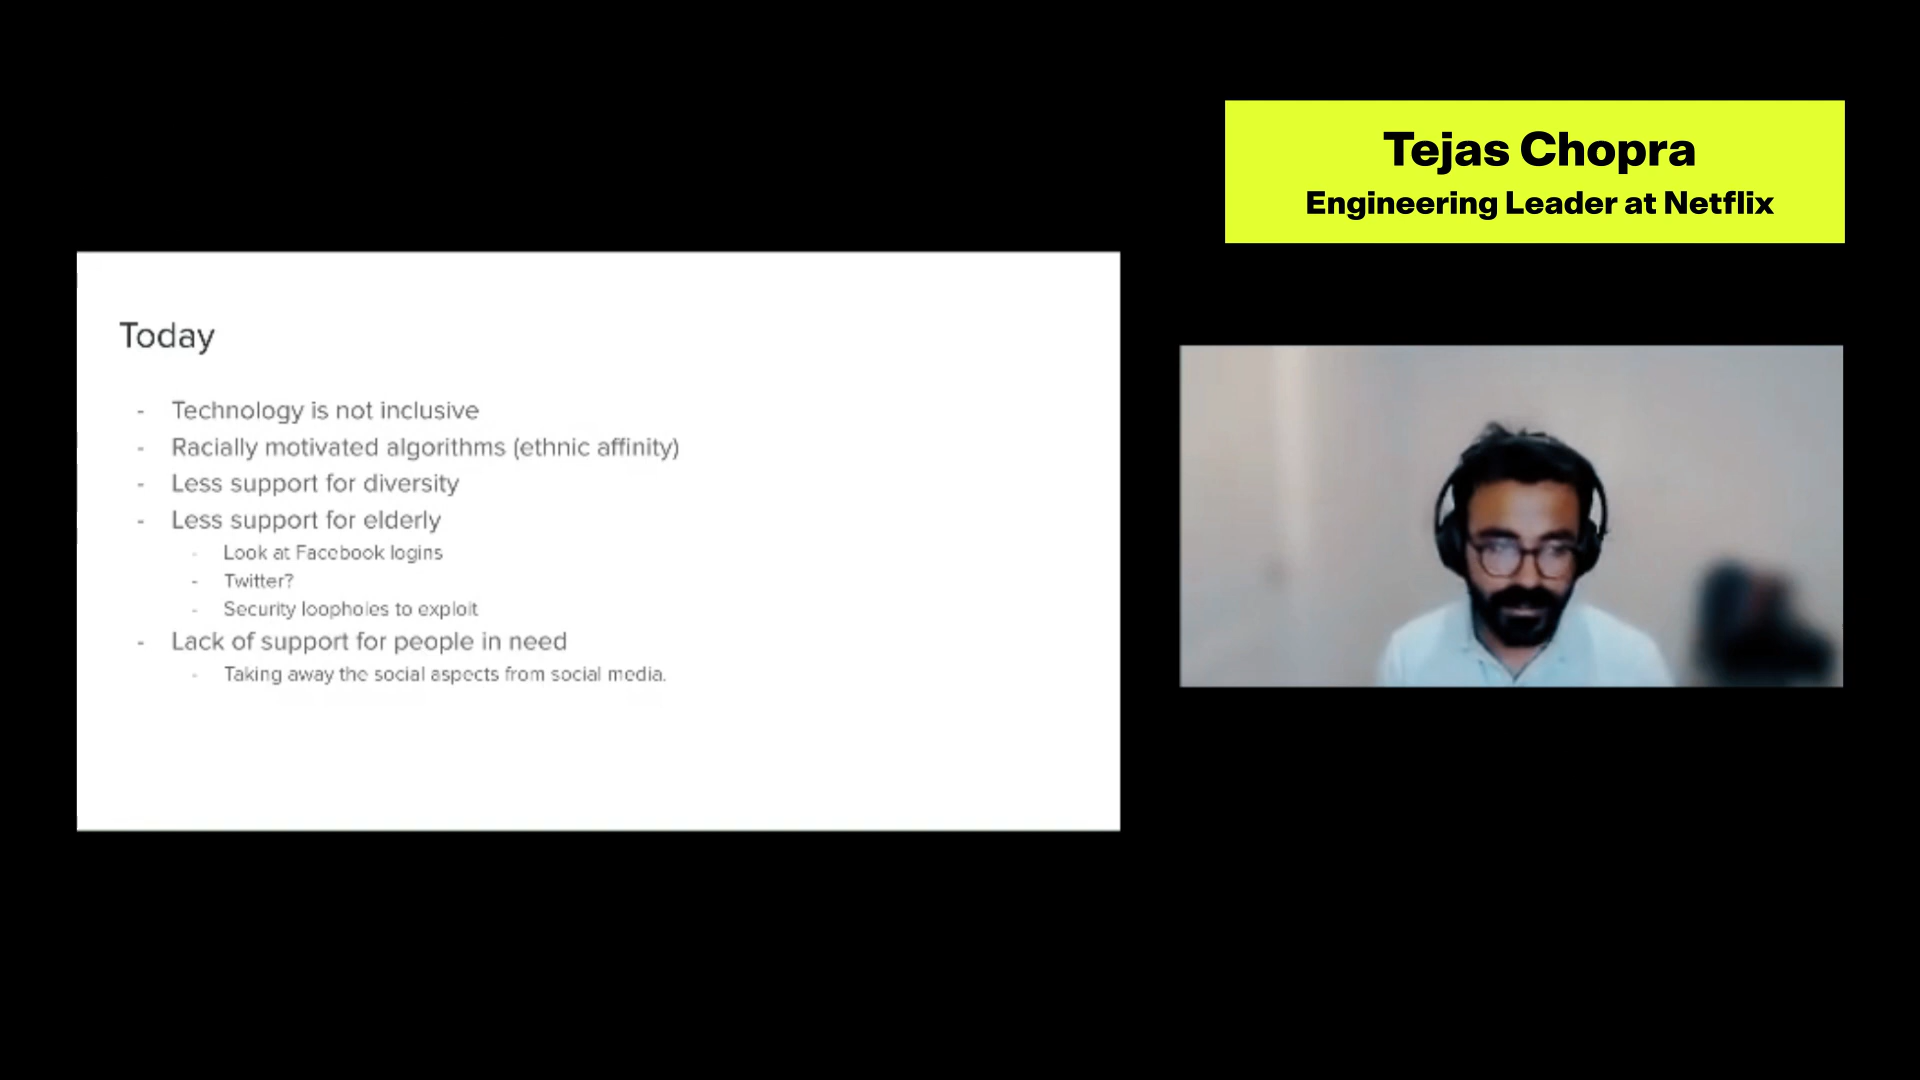 Tejas Chopra
Engineering Leader at Netflix
Today
- Technology is not inclusive
- Racially motivated algorithms (ethnic affinity)
- Less support for diversity
- Less support for elderly
- Look at Facebook logins
- Twitter?
- Security loopholes to exploit
- Lack of support for people in need
- Taking away the social aspects from social media.